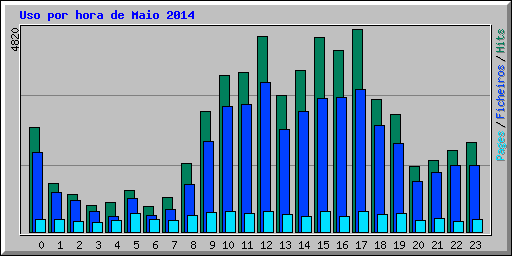 Uso por hora de Maio 2014
4820
Pages / Ficheiros / Hits
0 1 2 3 4 5 6 7 8 9 10 11 12 13 14 15 16 17 18 19 20 21 22 23